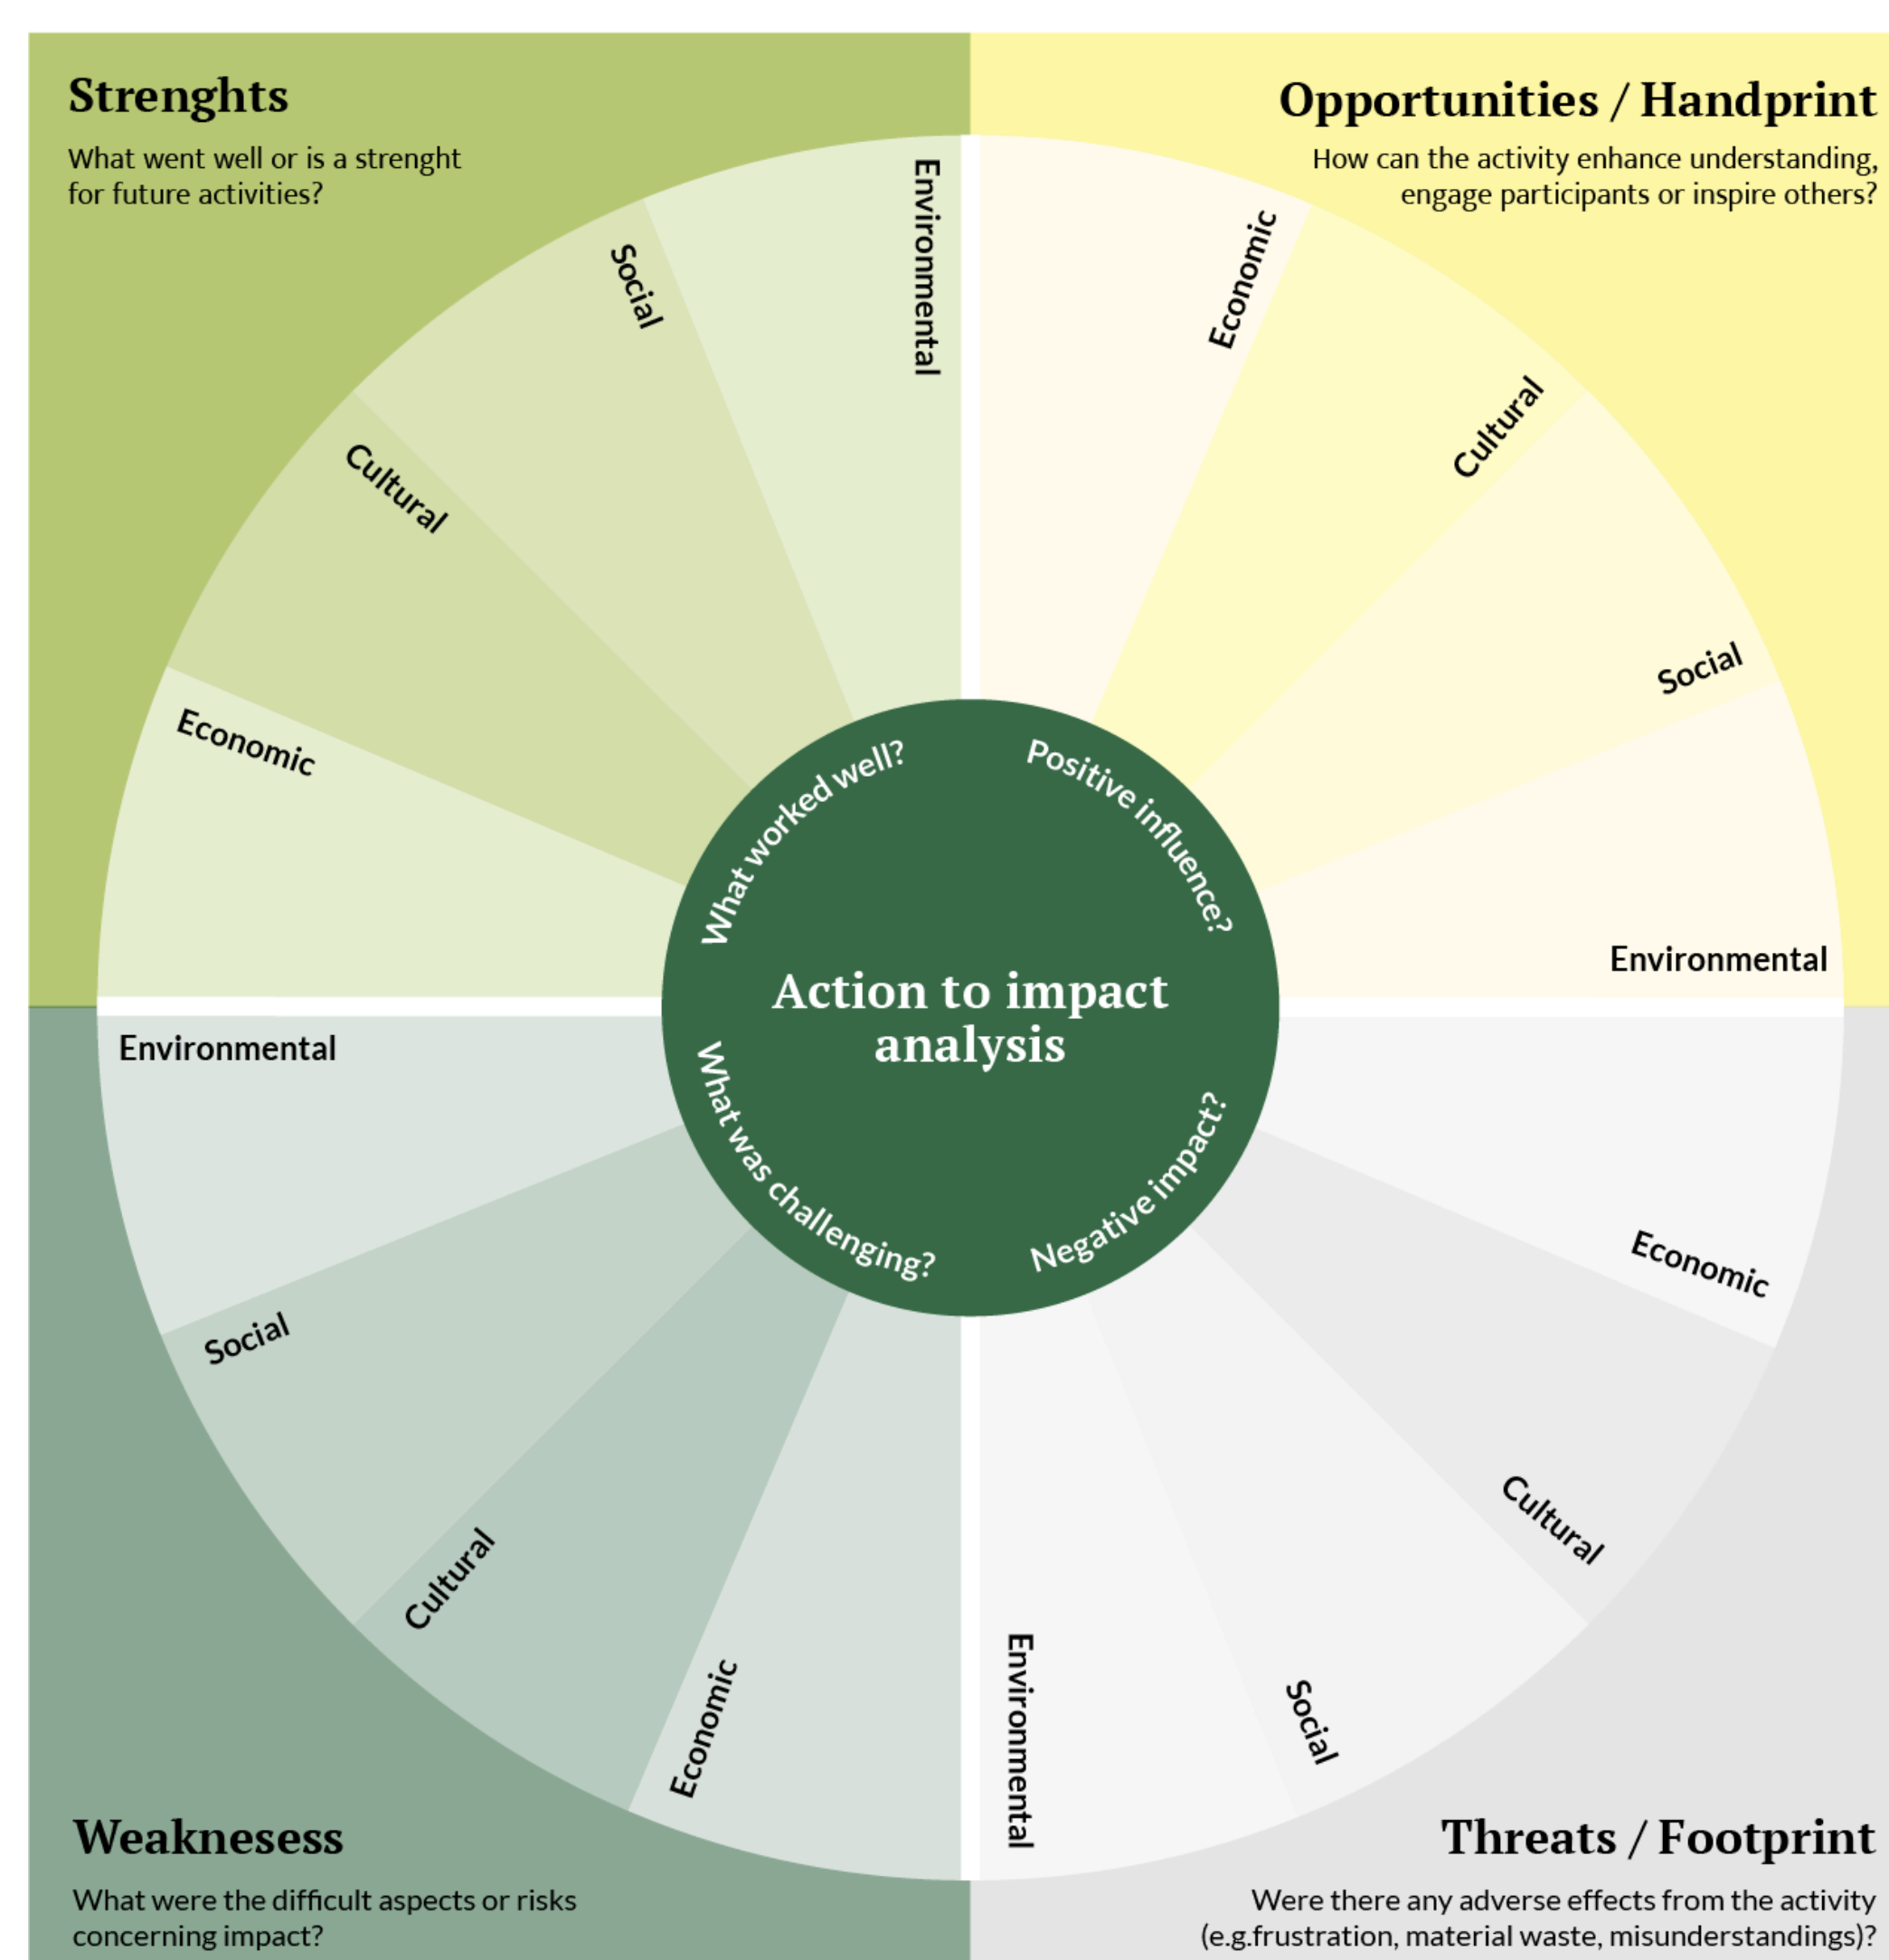 Strenghts
What went well or is a strenght
for future activities?
Environmental
Social
Cultural
Economic
Opportunities / Handprint
How can the activity enhance understanding,
engage participants or inspire others?
Economic
Cultural
Social
Environmental
What worked well?
Positive influence?
Action to impact
analysis
What was challenging?
Negative impact?
Environmental
Social
Cultural
Economic
Weaknesess
What were the difficult aspects or risks
concerning impact?
Economic
Cultural
Social
Environmental
Threats / Footprint
Were there any adverse effects from the activity
(e.g.frustration, material waste, misunderstandings)?